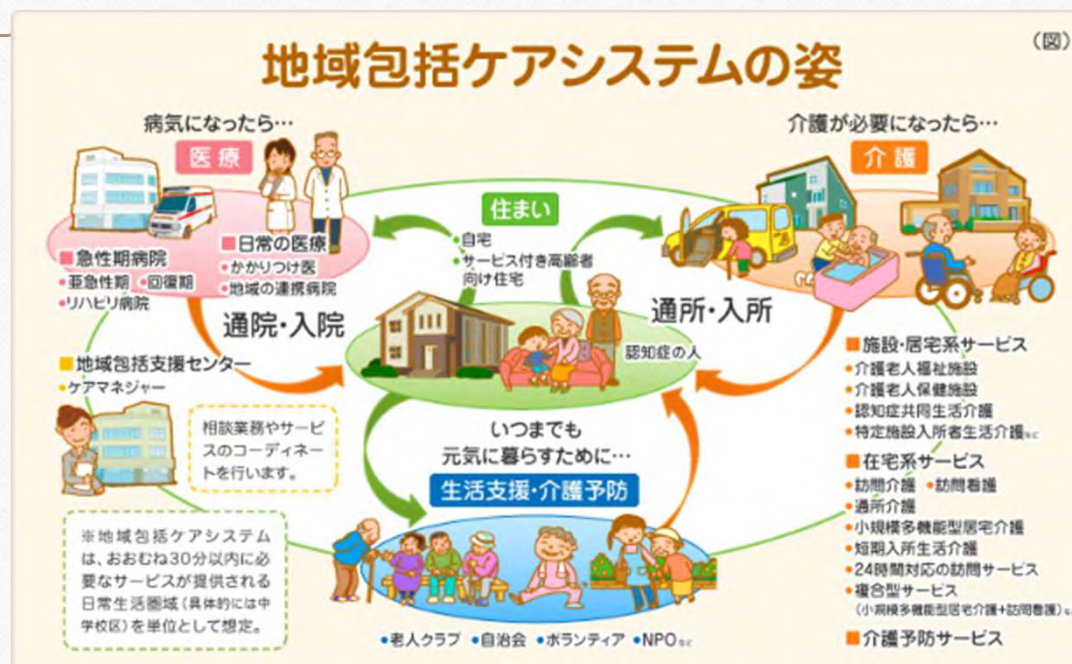 (図)
地域包括ケアシステムの姿
病気になったら…
医療
■急性期病院
•亜急性期 •回復期
•リハビリ病院
■日常の医療
•かかりつけ医
•地域の連携病院
通院・入院
住まい
•自宅
•サービス付き高齢者
向け住宅
介護が必要になったら…
介護
通所・入所
認知症の人
■地域包括支援センター
•ケアマネジャー
相談業務やサービ
スのコーディネー
トを行います。
いつまでも
元気に暮らすために…
生活支援・介護予防
•老人クラブ •自治会 •ボランティア •NPO など
■施設・居宅系サービス
•介護老人福祉施設
•介護老人保健施設
•認知症共同生活介護
•特定施設入所者生活介護など
■在宅系サービス
•訪問介護 •訪問看護
•通所介護
•小規模多機能型居宅介護
•短期入所生活介護
•24時間対応の訪問サービス
•複合型サービス
(小規模多機能型居宅介護+訪問看護)
■介護予防サービス
※地域包括ケアシステム
は、おおむね30分以内に必
要なサービスが提供される
日常生活圏域(具体的には中
学校区)を単位として想定。